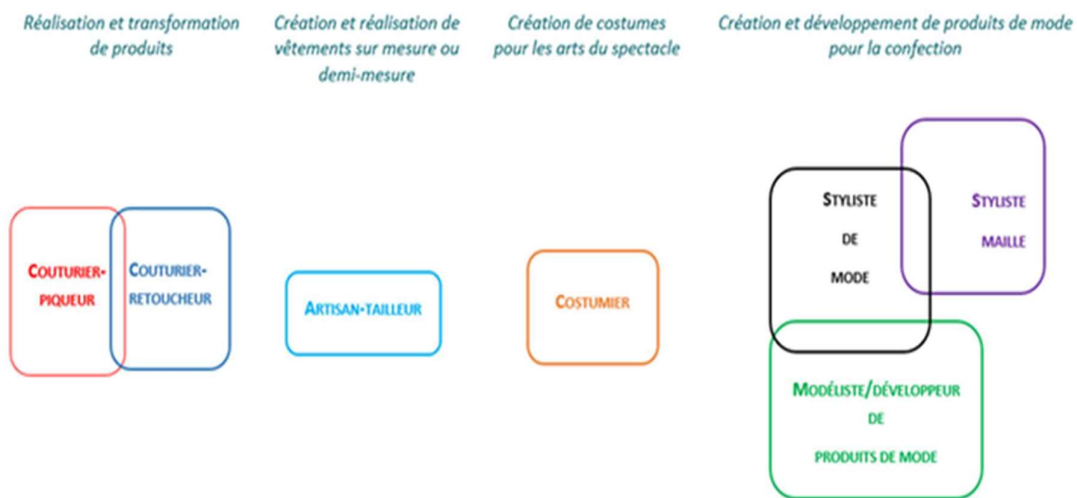 Réalisation et transformation
de produits
Création et réalisation de
vêtements sur mesure ou
demi-mesure
Création de costumes
pour les arts du spectacle
Création et développement de produits de mode
pour la confection
COUTURIER-
PIQUEUR
COUTURIER-
RETOUCHEUR
ARTISAN-TAILLEUR
COSTUMIER
STYLISTE
DE
MODE
STYLISTE
MAILLE
MODÉLISTE/DÉVELOPPEUR
DE
PRODUITS DE MODE